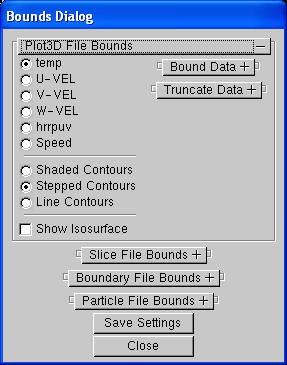 Bounds Dialog
Plot3D File Bounds −
temp
Bound Data +
U-VEL
V-VEL
Truncate Data +
W-VEL
hrrpuv
Speed
Shaded Contours
Stepped Contours
Line Contours
Show Isosurface
Slice File Bounds +
Boundary File Bounds +
Particle File Bounds +
Save Settings
Close